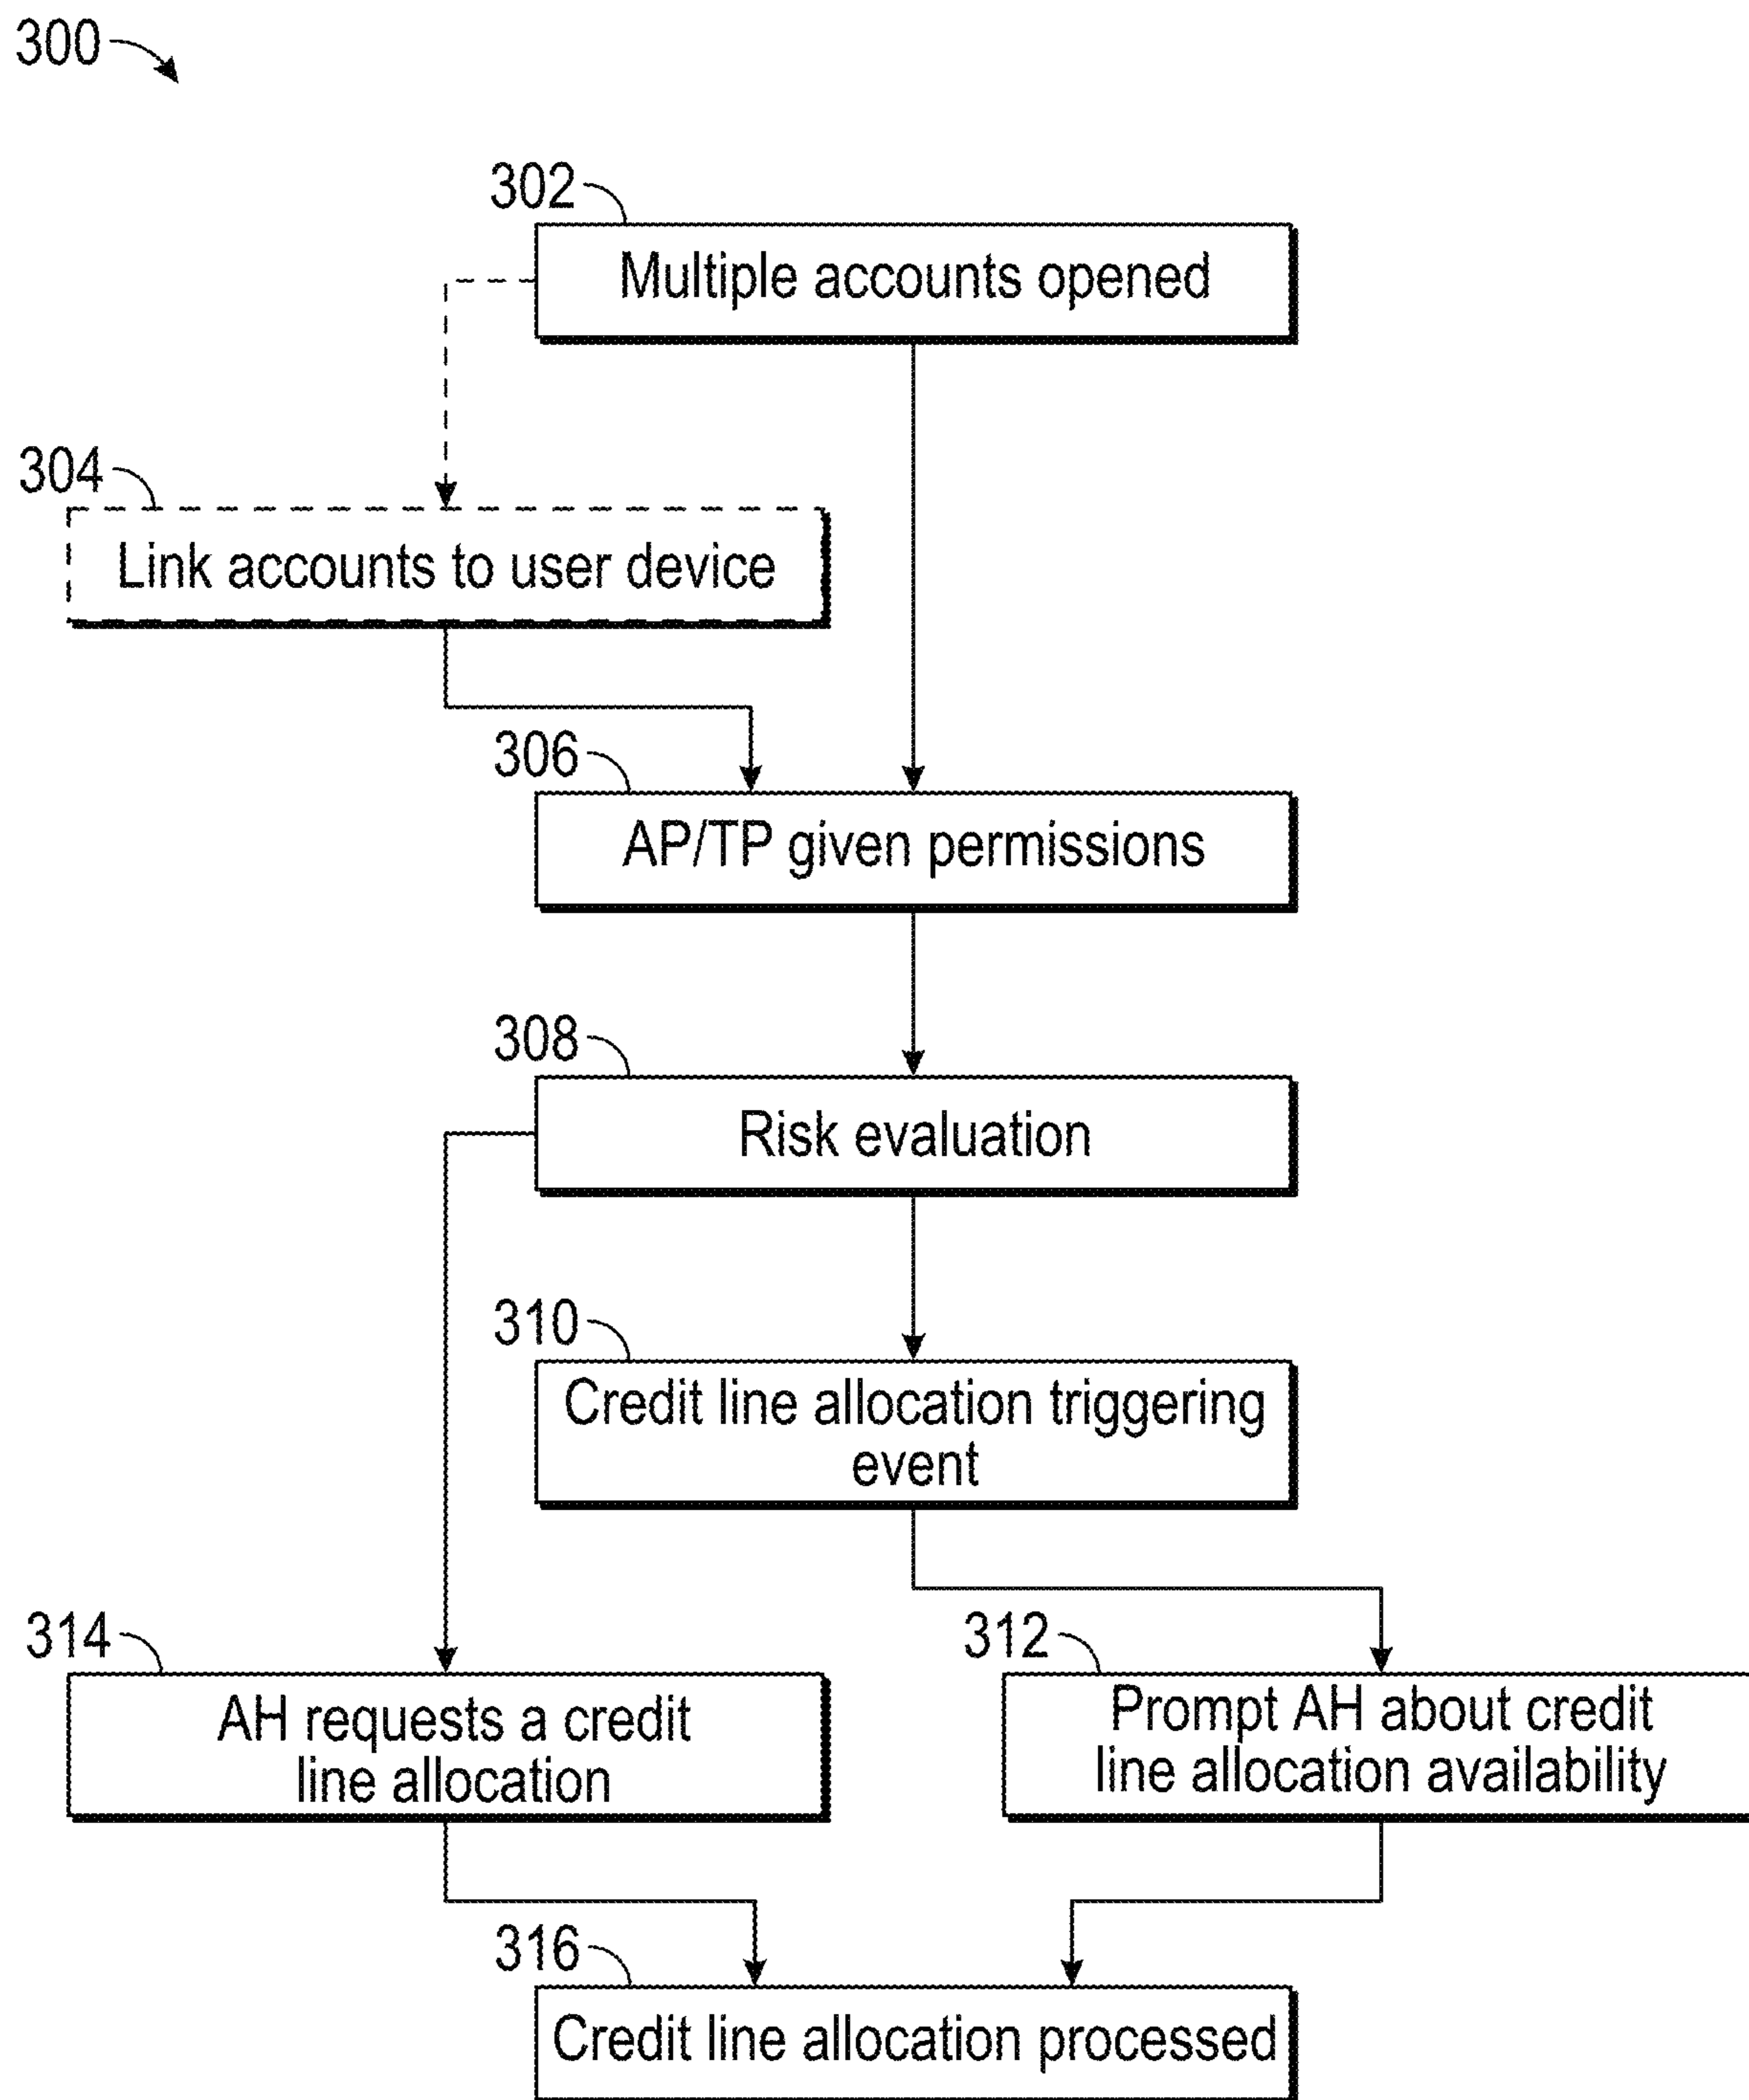 300
302
Multiple accounts opened
304
Link accounts to user device
306
AP/TP given permissions
308
Risk evaluation
310
Credit line allocation triggering
event
314
AH requests a credit
line allocation
312
Prompt AH about credit
line allocation availability
316
Credit line allocation processed